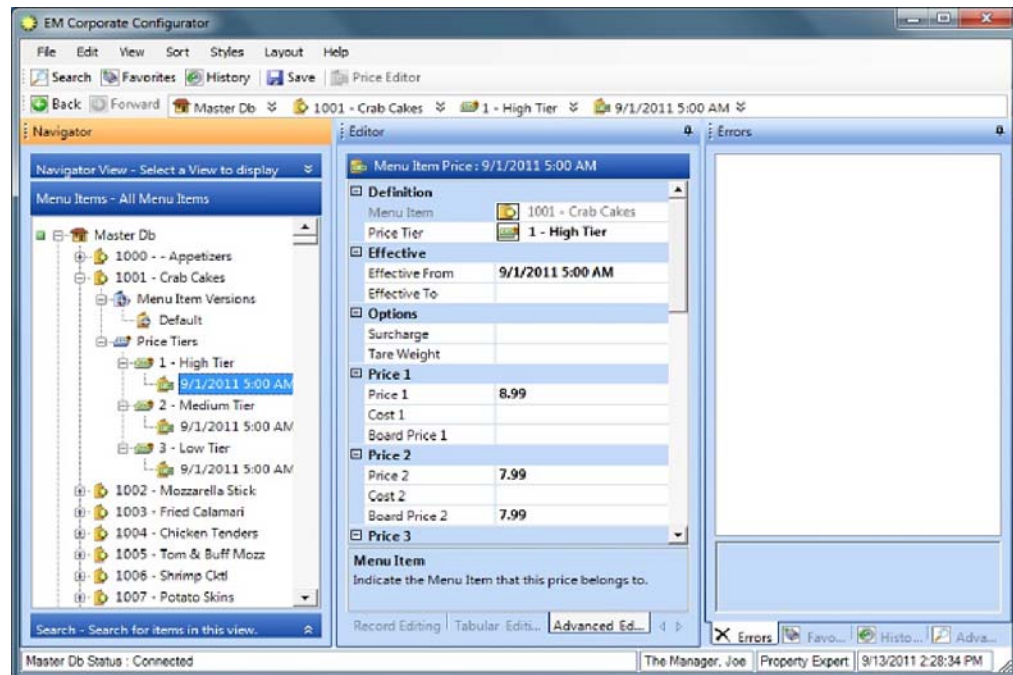 EM Corporate Configurator
File Edit View Sort Styles Layout Help
Search Favorites History Save Price Editor
Back Forward Master Db 1001 - Crab Cakes 1 - High Tier 9/1/2011 5:00 AM
Navigator
Navigator View - Select a View to display
Menu Items - All Menu Items
Master Db
1000 - - Appetizers
1001 - Crab Cakes
Menu Item Versions
Default
Price Tiers
1 - High Tier
9/1/2011 5:00 AM
2 - Medium Tier
9/1/2011 5:00 AM
3 - Low Tier
9/1/2011 5:00 AM
1002 - Mozzarella Stick
1003 - Fried Calamari
1004 - Chicken Tenders
1005 - Tom & Buff Mozz
1006 - Shrimp Cktl
1007 - Potato Skins
Search - Search for items in this view.
Editor
Menu Item Price : 9/1/2011 5:00 AM
Definition
Menu Item 1001 - Crab Cakes
Price Tier 1 - High Tier
Effective
Effective From 9/1/2011 5:00 AM
Effective To
Options
Surcharge
Tare Weight
Price 1
Price 1 8.99
Cost 1
Board Price 1
Price 2
Price 2 7.99
Cost 2
Board Price 2 7.99
Price 3
Menu Item
Indicate the Menu Item that this price belongs to.
Record Editing Tabular Editi... Advanced Ed...
Errors
Errors Favo... Histo... Adva...
Master Db Status : Connected The Manager, Joe Property Expert 9/13/2011 2:28:34 PM